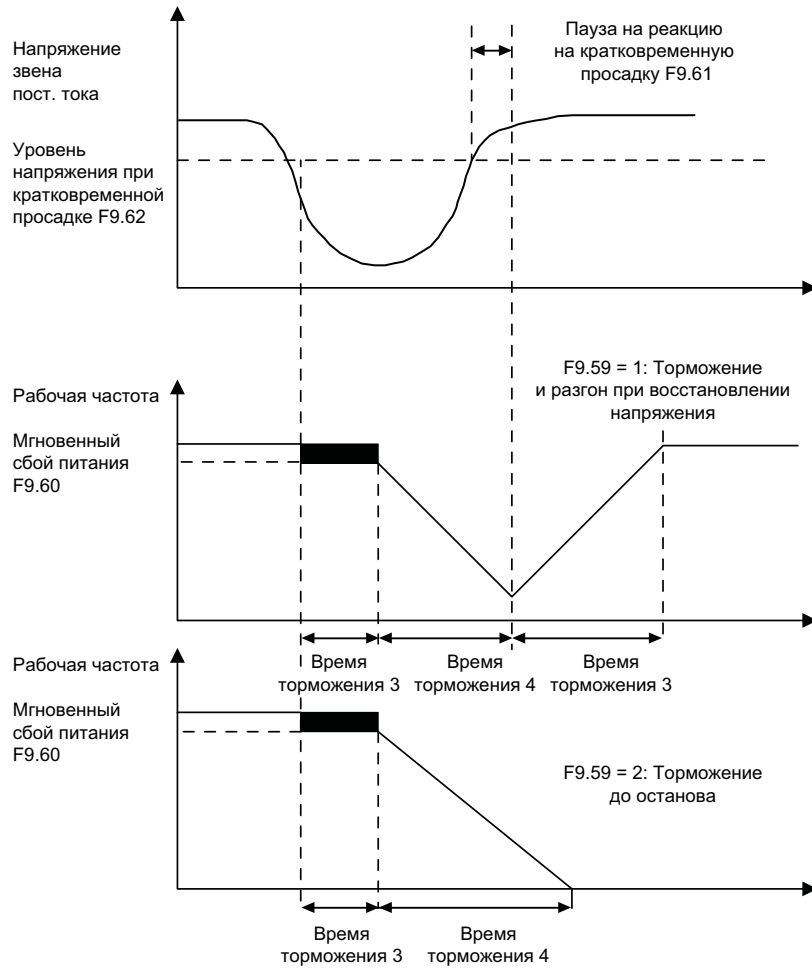 Напряжение
звена
пост. тока
Пауза на реакцию
на кратковременную
просадку F9.61
Уровень
напряжения при
кратковременной
просадке F9.62
F9.59 = 1: Торможение
и разгон при восстановлении
напряжения
Рабочая частота
Мгновенный
сбой питания
F9.60
Время
торможения 3
Время
торможения 4
Время
торможения 3
Рабочая частота
Мгновенный
сбой питания
F9.60
F9.59 = 2: Торможение
до останова
Время
торможения 3
Время
торможения 4